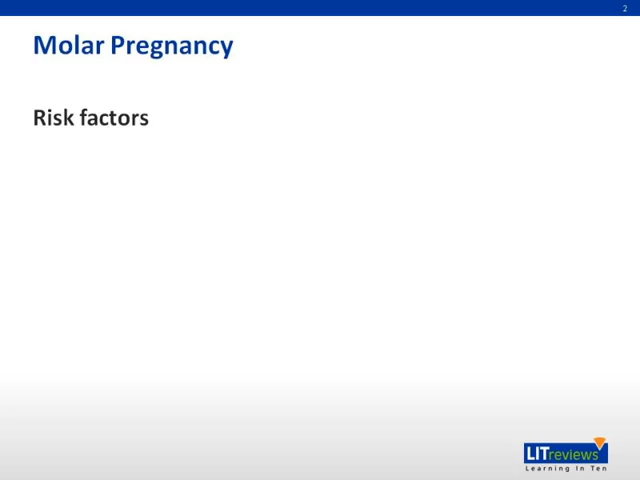 2
Molar Pregnancy
Risk factors
LITreviews
Learning In Ten